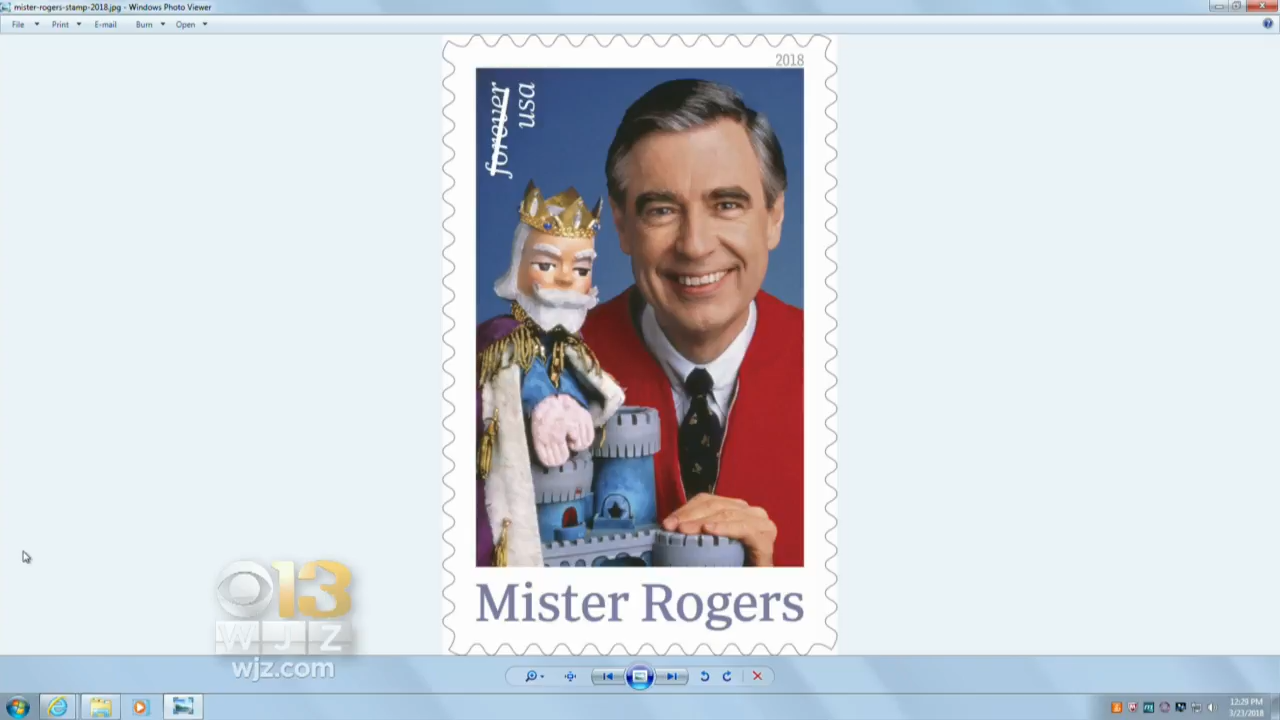 mister-rogers-stamp-2018.jpg - Windows Photo Viewer
File Print E-mail Burn Open
2018
forever
usa
Mister Rogers
13
WJZ
wjz.com
12:29 PM
3/23/2018